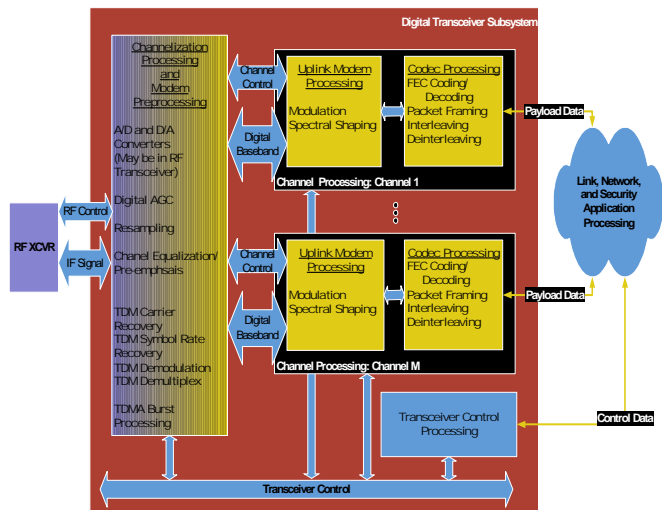 Digital Transceiver Subsystem
Channelization
Processing
and
Modem
Preprocessing
A/D and D/A
Converters
(May be in RF
Transceiver)
Digital AGC
Resampling
Chanel Equalization/
Pre-emphsais
TDM Carrier
Recovery
TDM Symbol Rate
Recovery
TDM Demodulation
TDM Demultiplex
TDMA Burst
Processing
RF XCVR
RF Control
IF Signal
Channel
Control
Digital
Baseband
Uplink Modem
Processing
Modulation
Spectral Shaping
Codec Processing
FEC Coding/
Decoding
Packet Framing
Interleaving
Deinterleaving
Channel Processing: Channel 1
Payload Data
Link, Network,
and Security
Application
Processing
Channel
Control
Digital
Baseband
Uplink Modem
Processing
Modulation
Spectral Shaping
Codec Processing
FEC Coding/
Decoding
Packet Framing
Interleaving
Deinterleaving
Channel Processing: Channel M
Payload Data
Transceiver Control
Processing
Control Data
Transceiver Control